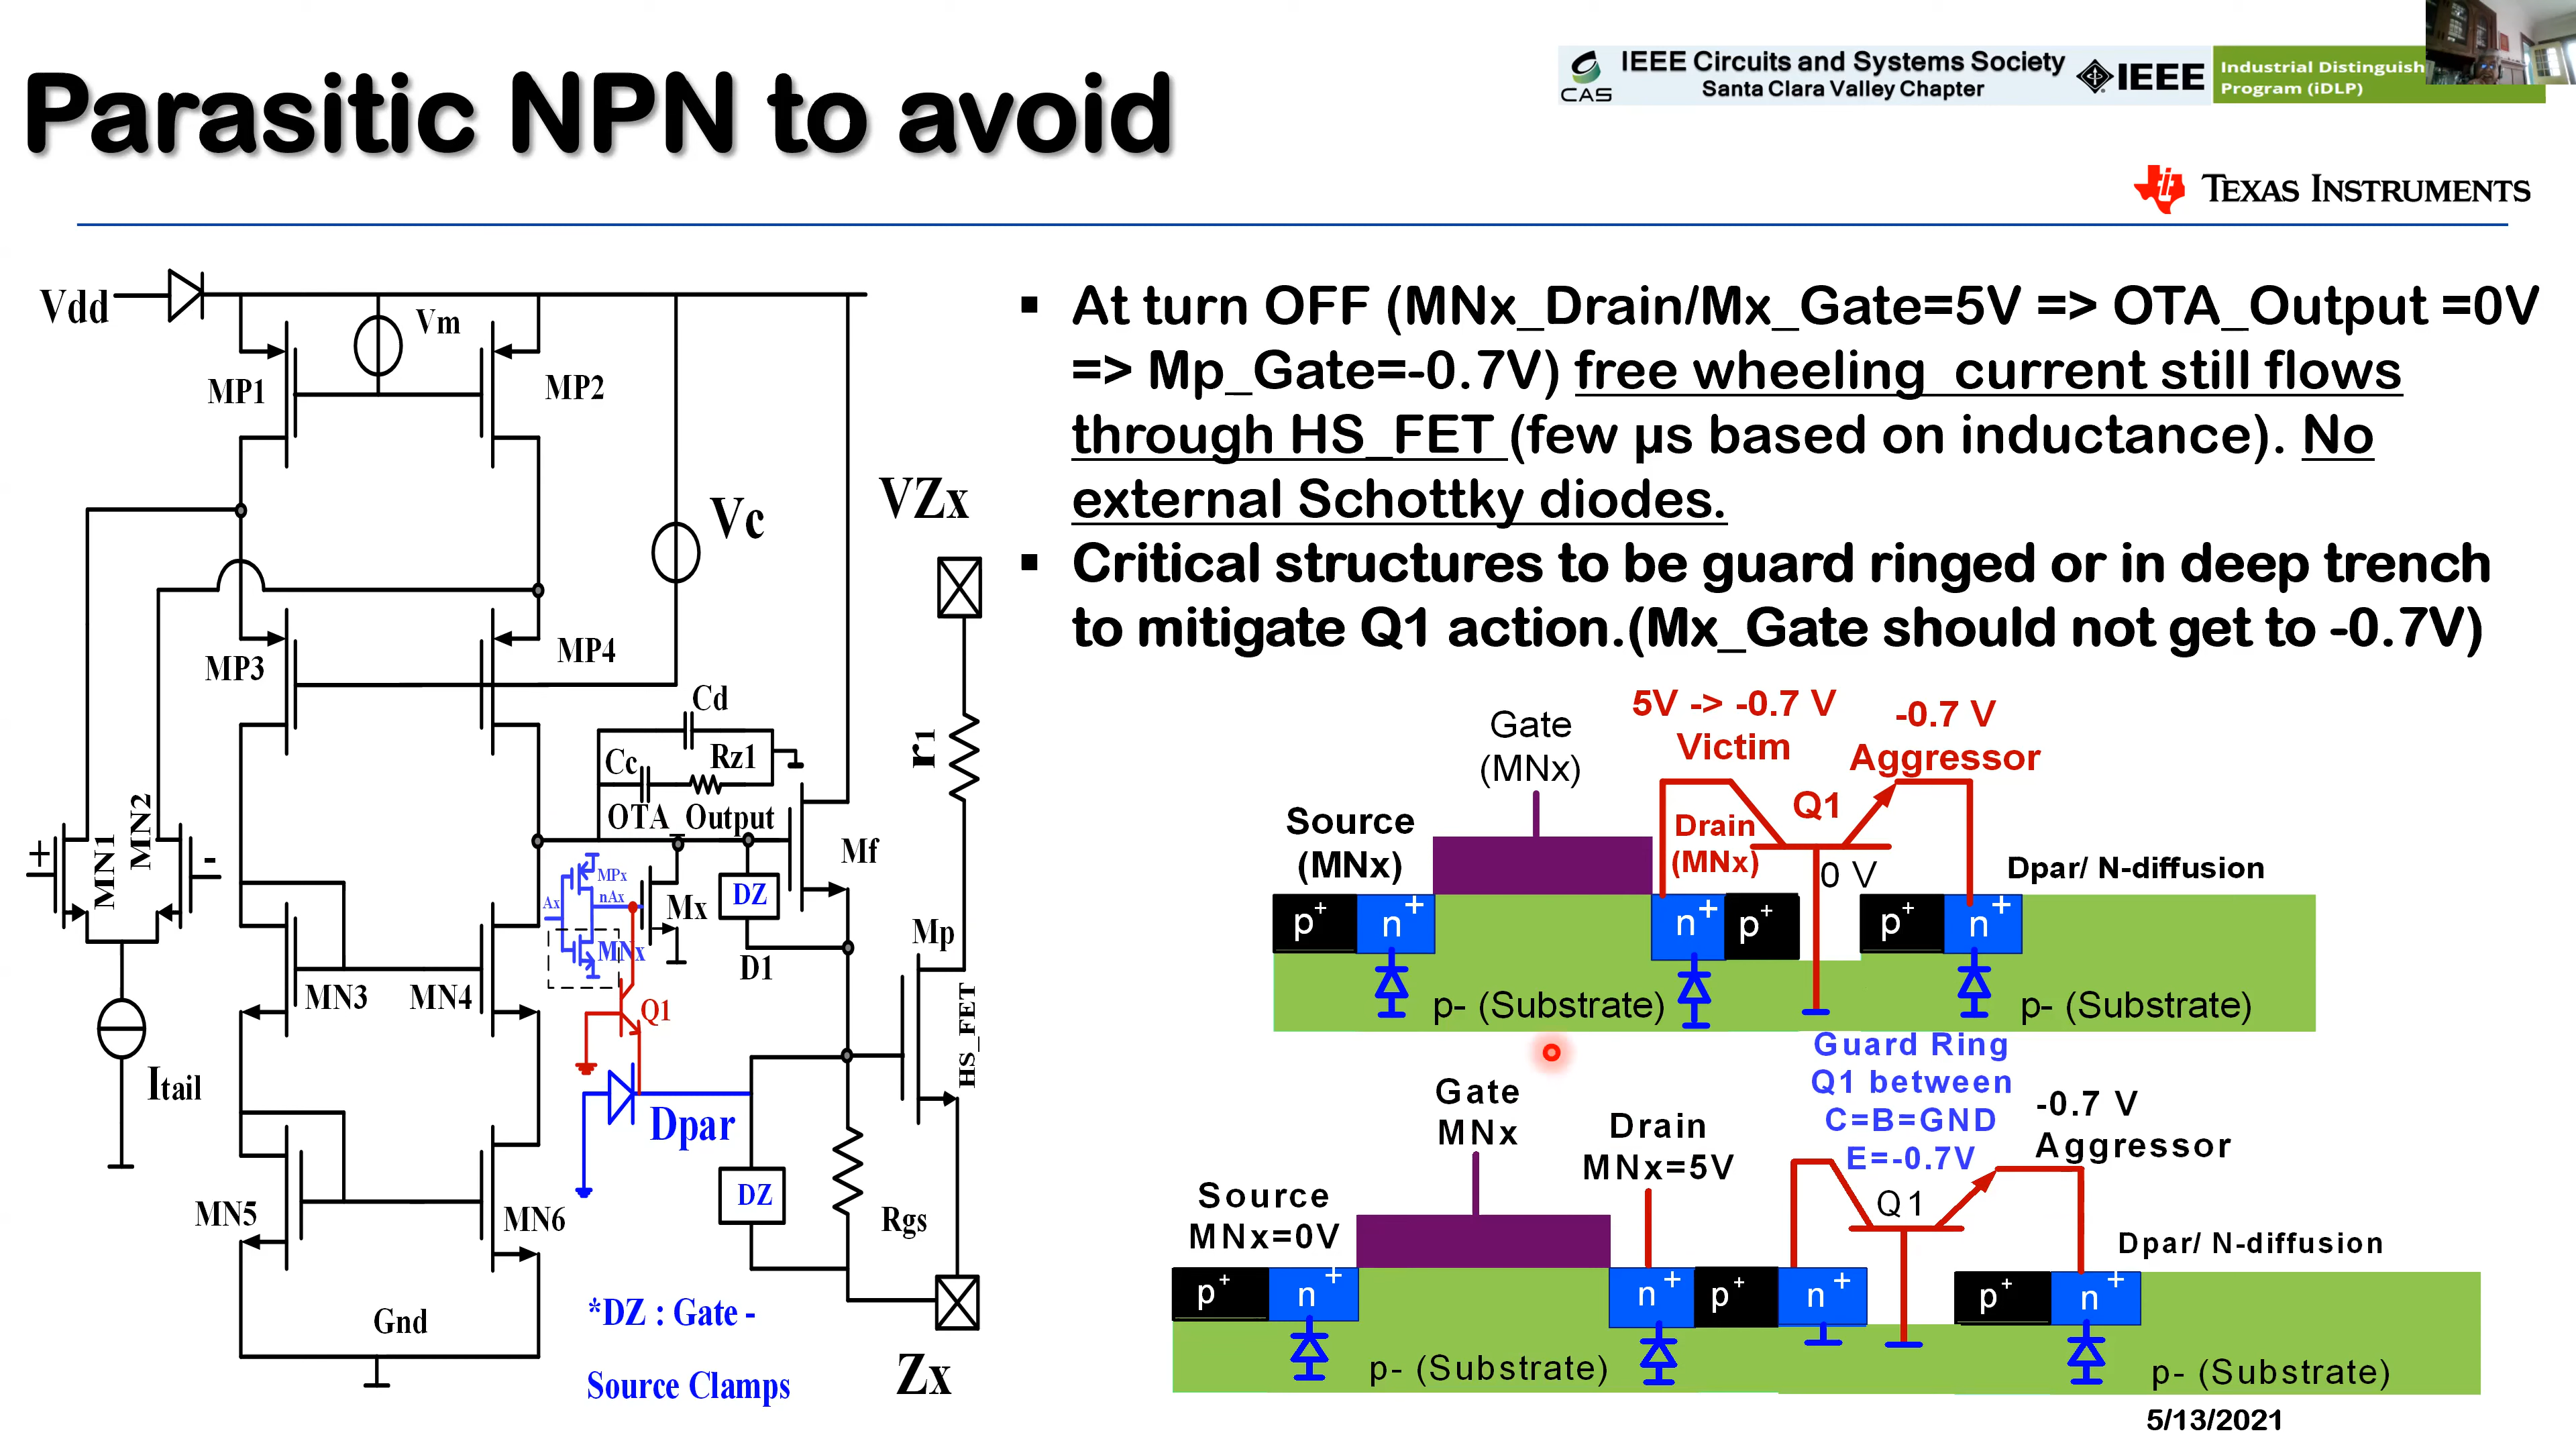 Parasitic NPN to avoid
CAS
IEEE Circuits and Systems Society
Santa Clara Valley Chapter
IEEE
Industrial Distinguish
Program (iDLP)
TEXAS INSTRUMENTS
▪ At turn OFF (MNx_Drain/Mx_Gate=5V => OTA_Output =0V
=> Mp_Gate=-0.7V) free wheeling current still flows
through HS_FET (few µs based on inductance). No
external Schottky diodes.
▪ Critical structures to be guard ringed or in deep trench
to mitigate Q1 action.(Mx_Gate should not get to -0.7V)
Vdd
Vm
MP1
MP2
Vc
VZx
MP3
MP4
r1
Cd
Cc
Rz1
OTA Output
+
MN1
MN2
-
Mf
MPx
Ax
nAx
Mx
DZ
MNx
D1
Mp
HS_FET
MN3
MN4
Q1
Itail
Dpar
DZ
MN5
MN6
Rgs
Gnd
*DZ : Gate -
Source Clamps
Zx
5V -> -0.7 V
Victim
-0.7 V
Aggressor
Gate
(MNx)
Source
(MNx)
Drain
(MNx)
Q1
0 V
Dpar/ N-diffusion
p+
n+
n+
p+
p+
n+
p- (Substrate)
p- (Substrate)
Guard Ring
Q1 between
C=B=GND
E=-0.7V
Gate
MNx
Drain
MNx=5V
-0.7 V
Aggressor
Source
MNx=0V
Q1
Dpar/ N-diffusion
p+
n+
n+
p+
n+
p+
n+
p- (Substrate)
p- (Substrate)
5/13/2021